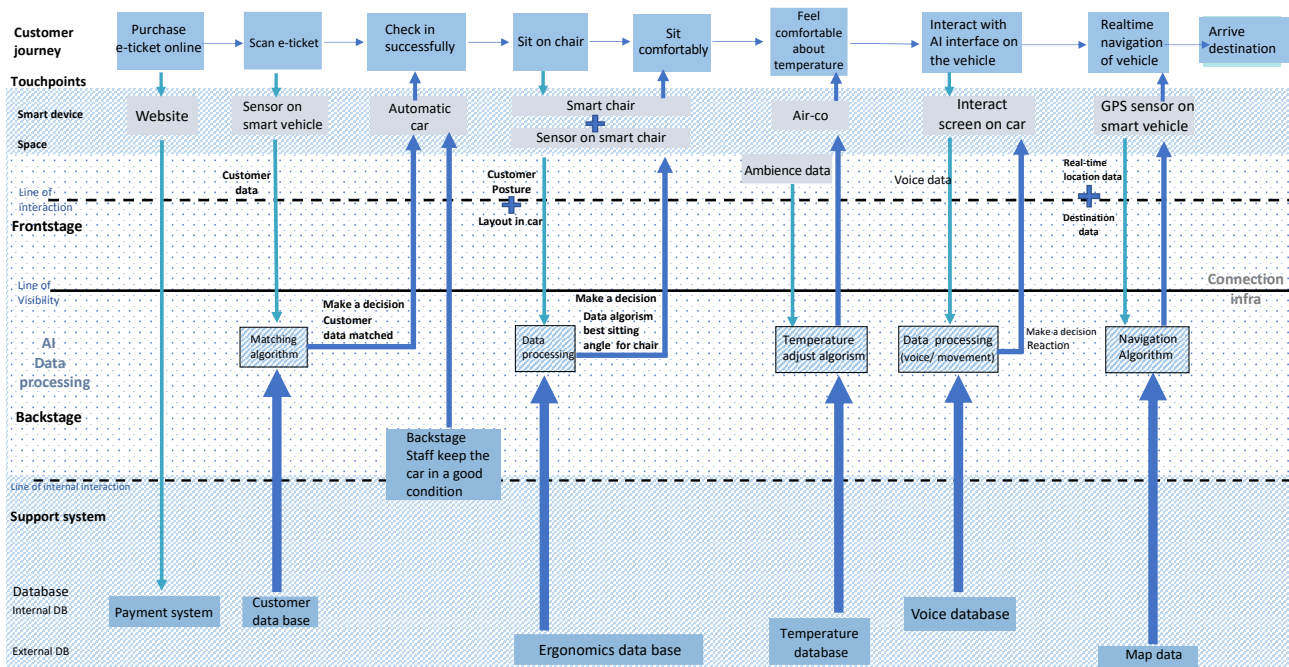 Customer
journey
Purchase
e-ticket online
Scan e-ticket
Check in
successfully
Sit on chair
Sit
comfortably
Feel
comfortable
about
temperature
Interact with
AI interface on
the vehicle
Realtime
navigation
of vehicle
Arrive
destination
Touchpoints
Smart device
Space
Website
Sensor on
smart vehicle
Automatic
car
Smart chair
Sensor on smart chair
Air-co
Interact
screen on car
GPS sensor on
smart vehicle
Line of
interaction
Customer
data
Customer
Posture
Layout in car
Ambience data
Voice data
Real-time
location data
Destination
data
Frontstage
Line of
Visibility
Connection
infra
AI
Data
processing
Matching
algorithm
Make a decision
Customer
data matched
Data
processing
Make a decision
Data algorism
best sitting
angle for chair
Temperature
adjust algorism
Data processing
(voice/ movement)
Make a decision
Reaction
Navigation
Algorithm
Backstage
Backstage
Staff keep the
car in a good
condition
Line of internal interaction
Support system
Database
Internal DB
External DB
Payment system
Customer
data base
Ergonomics data base
Temperature
database
Voice database
Map data